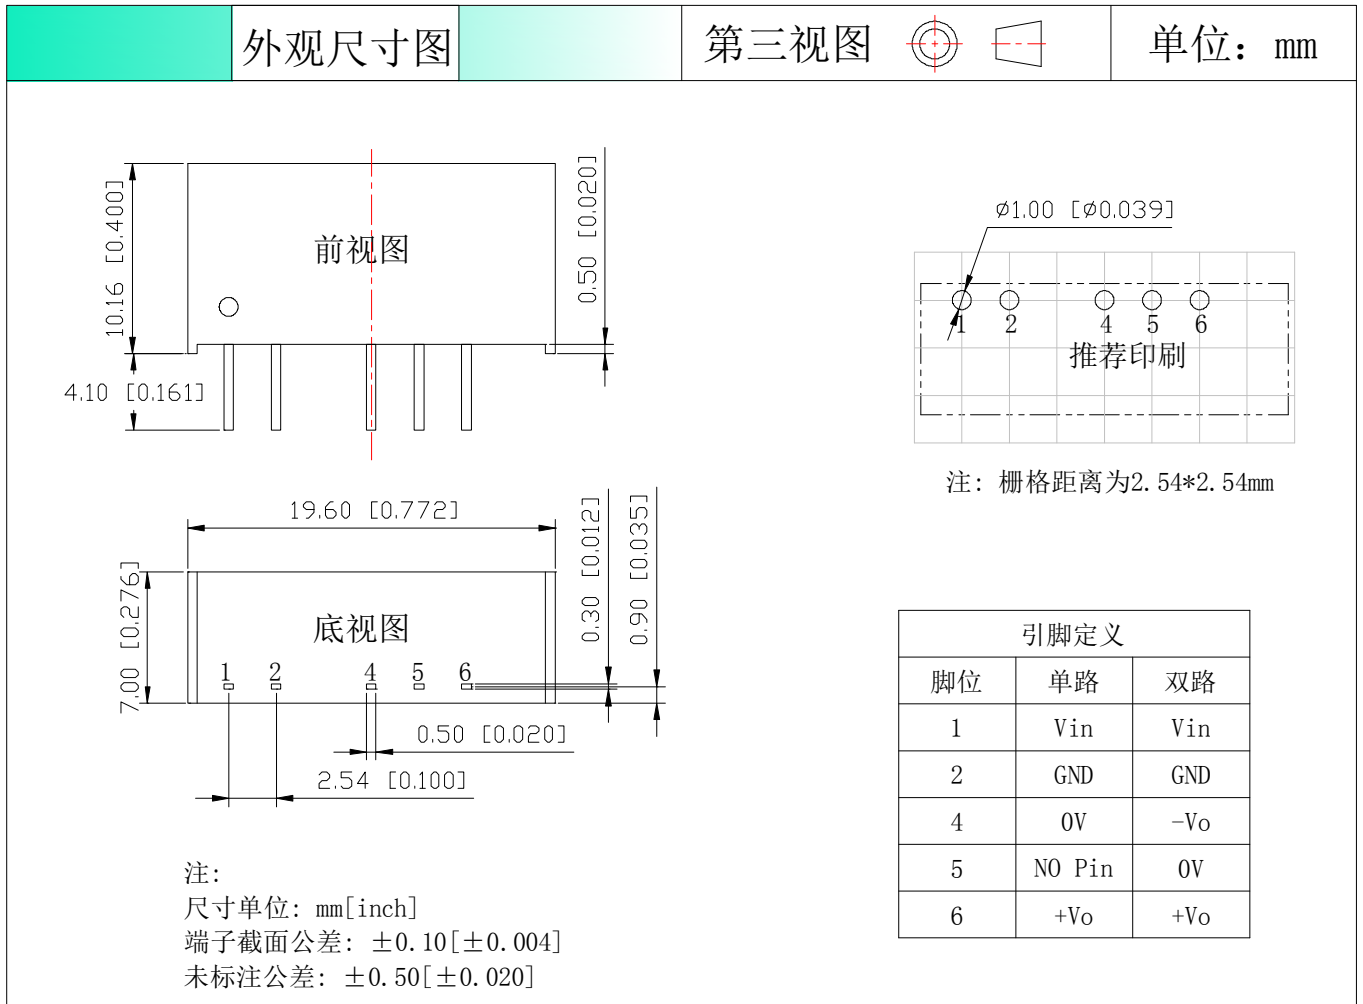 外观尺寸图 第三视图 单位：mm
10.16 [0.400]
前视图
0.50 [0.020]
4.10 [0.161]
ø1.00 [ø0.039]
1 2 4 5 6
推荐印刷
注：栅格距离为2.54*2.54mm
19.60 [0.772]
7.00 [0.276]
底视图
1 2 4 5 6
0.30 [0.012]
0.90 [0.035]
0.50 [0.020]
2.54 [0.100]
引脚定义
脚位 单路 双路
1 Vin Vin
2 GND GND
4 0V -Vo
5 NO Pin 0V
6 +Vo +Vo
注：
尺寸单位：mm[inch]
端子截面公差：±0.10[±0.004]
未标注公差：±0.50[±0.020]